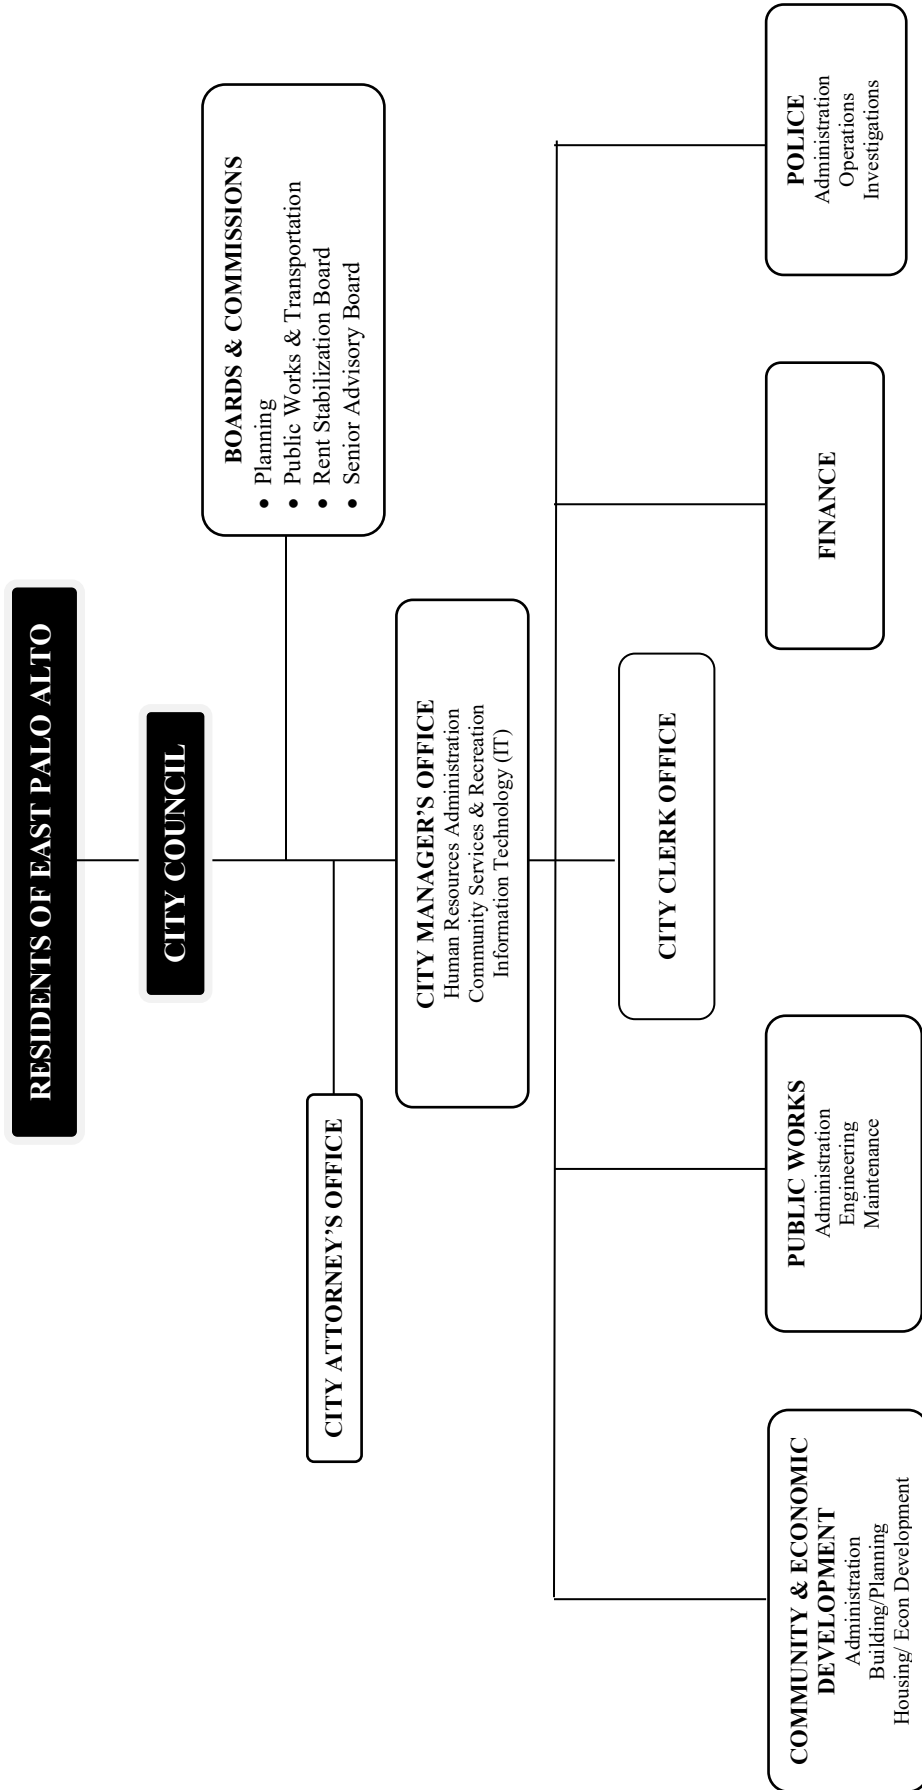 RESIDENTS OF EAST PALO ALTO
CITY COUNCIL
BOARDS & COMMISSIONS
• Planning
• Public Works & Transportation
• Rent Stabilization Board
• Senior Advisory Board
CITY ATTORNEY’S OFFICE
CITY MANAGER’S OFFICE
Human Resources Administration
Community Services & Recreation
Information Technology (IT)
CITY CLERK OFFICE
COMMUNITY & ECONOMIC
DEVELOPMENT
Administration
Building/Planning
Housing/ Econ Development
PUBLIC WORKS
Administration
Engineering
Maintenance
FINANCE
POLICE
Administration
Operations
Investigations